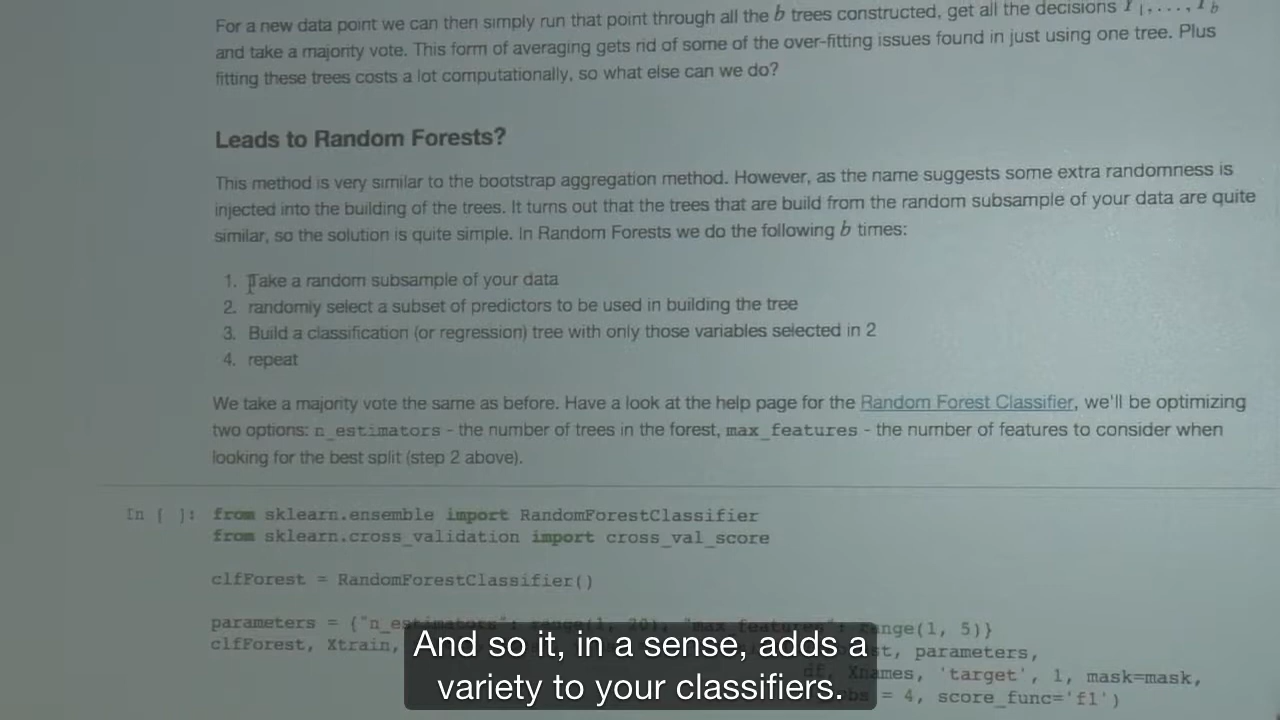 For a new data point we can then simply run that point through all the b trees constructed, get all the decisions
and take a majority vote. This form of averaging gets rid of some of the over-fitting issues found in just using one tree. Plus
fitting these trees costs a lot computationally, so what else can we do?
Leads to Random Forests?
This method is very similar to the bootstrap aggregation method. However, as the name suggests some extra randomness is
injected into the building of the trees. It turns out that the trees that are build from the random subsample of your data are quite
similar, so the solution is quite simple. In Random Forests we do the following b times:
1. Take a random subsample of your data
2. randomly select a subset of predictors to be used in building the tree
3. Build a classification (or regression) tree with only those variables selected in 2
4. repeat
We take a majority vote the same as before. Have a look at the help page for the Random Forest Classifier, we'll be optimizing
two options: n_estimators - the number of trees in the forest, max_features - the number of features to consider when
looking for the best split (step 2 above).
In [ ]: from sklearn.ensemble import RandomForestClassifier
from sklearn.cross_validation import cross_val_score
clfForest = RandomForestClassifier()
parameters = {"n_estimators": range(1, 20), "max_features": range(1, 5)}
clfForest, Xtrain, parameters,
Xnames, 'target', 1, mask=mask,
= 4, score_func='f1')
And so it, in a sense, adds a
variety to your classifiers.